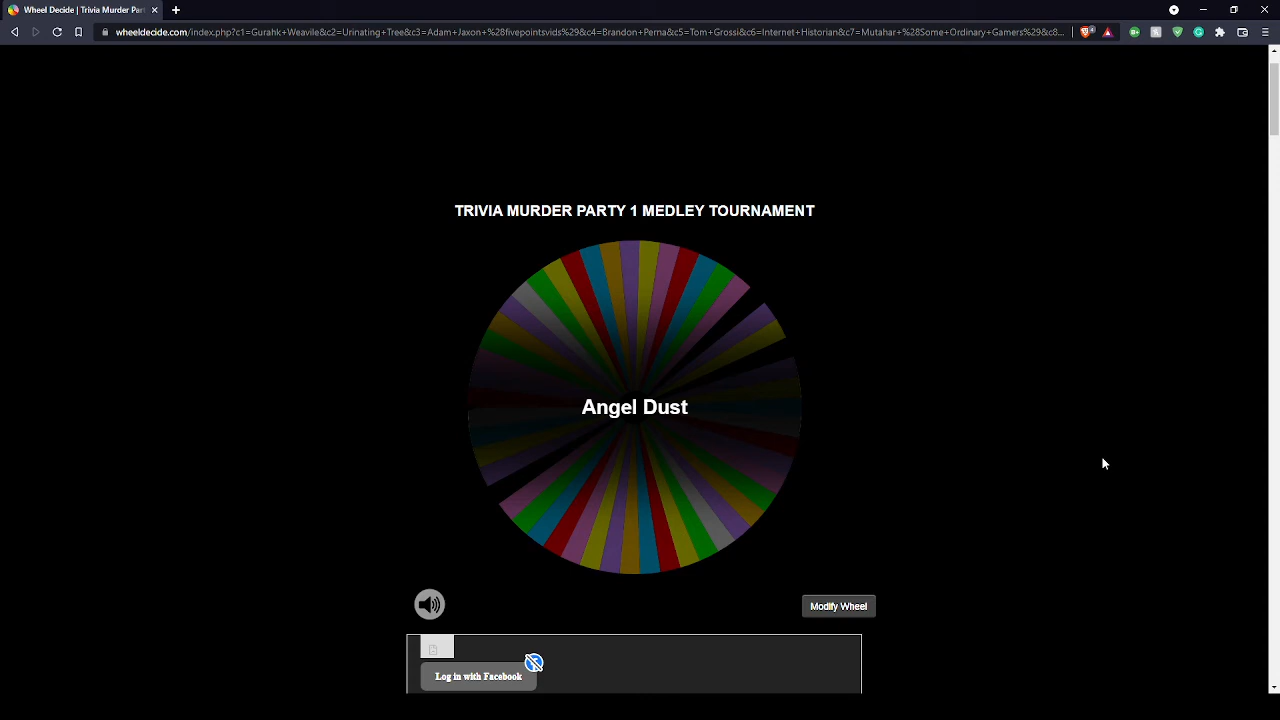 Wheel Decide | Trivia Murder Par
wheeldecide.com/index.php?c1=Gurahk+Weavile&c2=Urinating+Tree&c3=Adam+Jaxon+%28fivepointsvids%29&c4=Brandon+Perna&c5=Tom+Grossi&c6=Internet+Historian&c7=Mutahar+%28Some+Ordinary+Gamers%29&c8...
TRIVIA MURDER PARTY 1 MEDLEY TOURNAMENT
Angel Dust
Modify Wheel
Log in with Facebook